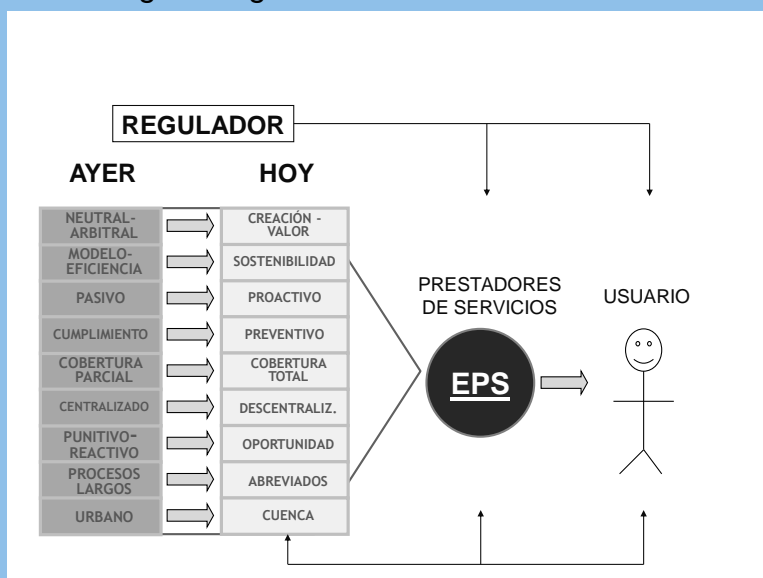 REGULADOR
AYER
HOY
NEUTRAL-
ARBITRAL
CREACIÓN -
VALOR
MODELO-
EFICIENCIA
SOSTENIBILIDAD
PASIVO
PROACTIVO
CUMPLIMIENTO
PREVENTIVO
COBERTURA
PARCIAL
COBERTURA
TOTAL
CENTRALIZADO
DESCENTRALIZ.
PUNITIVO-
REACTIVO
OPORTUNIDAD
PROCESOS
LARGOS
ABREVIADOS
URBANO
CUENCA
PRESTADORES
DE SERVICIOS
EPS
USUARIO